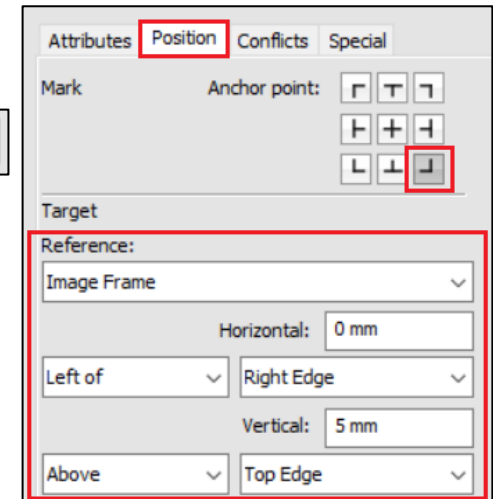 Attributes Position Conflicts Special
Mark Anchor point:
Target
Reference:
Image Frame
Horizontal: 0 mm
Left of Right Edge
Vertical: 5 mm
Above Top Edge